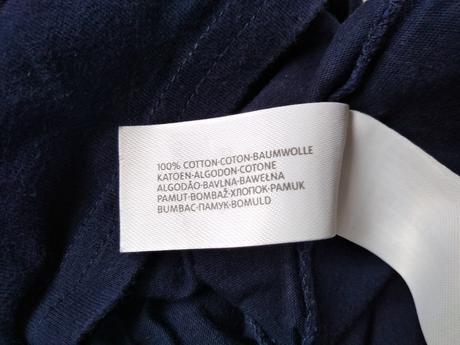 100% COTTON-COTON-BAUMWOLLE
KATOEN-ALGODON-COTONE
ALGODÃO-BAVLNA-BAWEŁNA
PAMUT-BOMBAŽ-ХЛОПОК-PAMUK
BUMBAC-ПАМУК-BOMULD